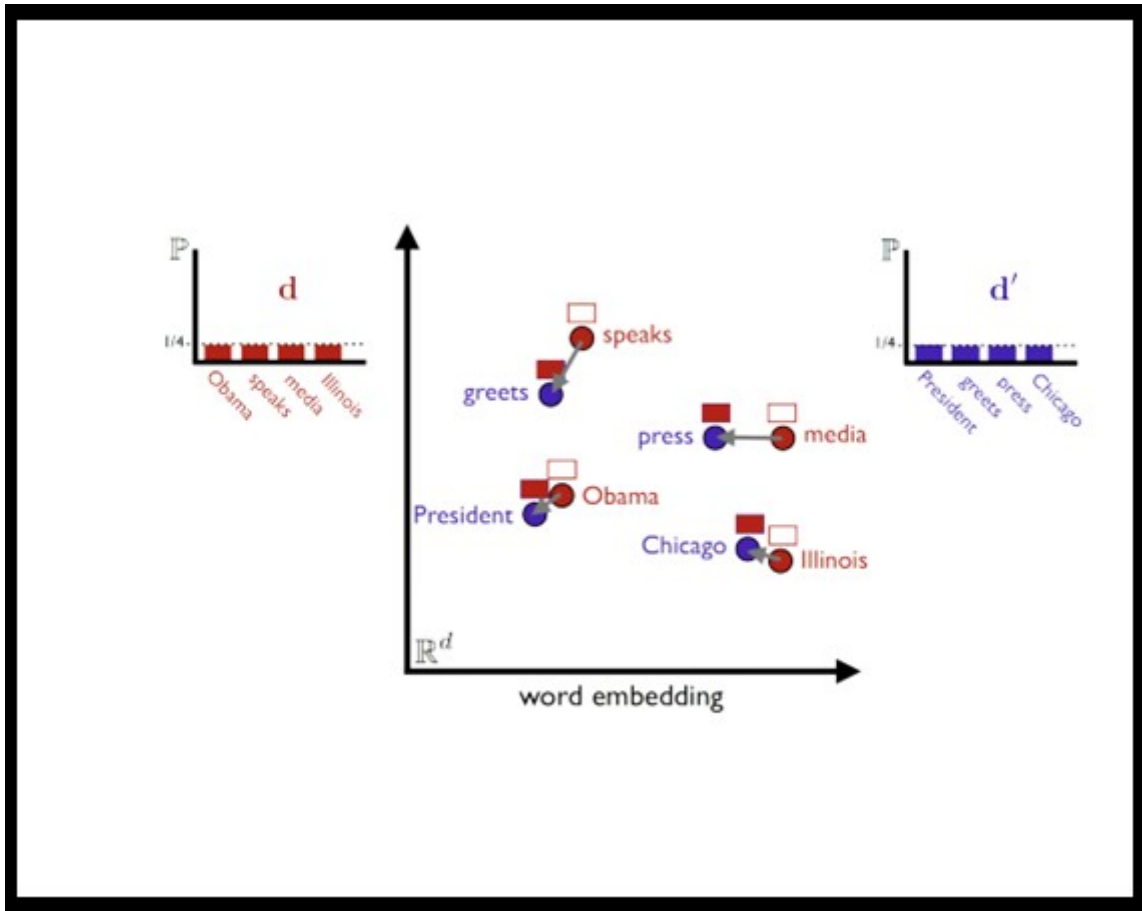 ℙ
d
1/4
Obama
speaks
media
Illinois
speaks
greets
press
media
Obama
President
Chicago
Illinois
ℝᵈ
word embedding
ℙ
d′
1/4
President
greets
press
Chicago